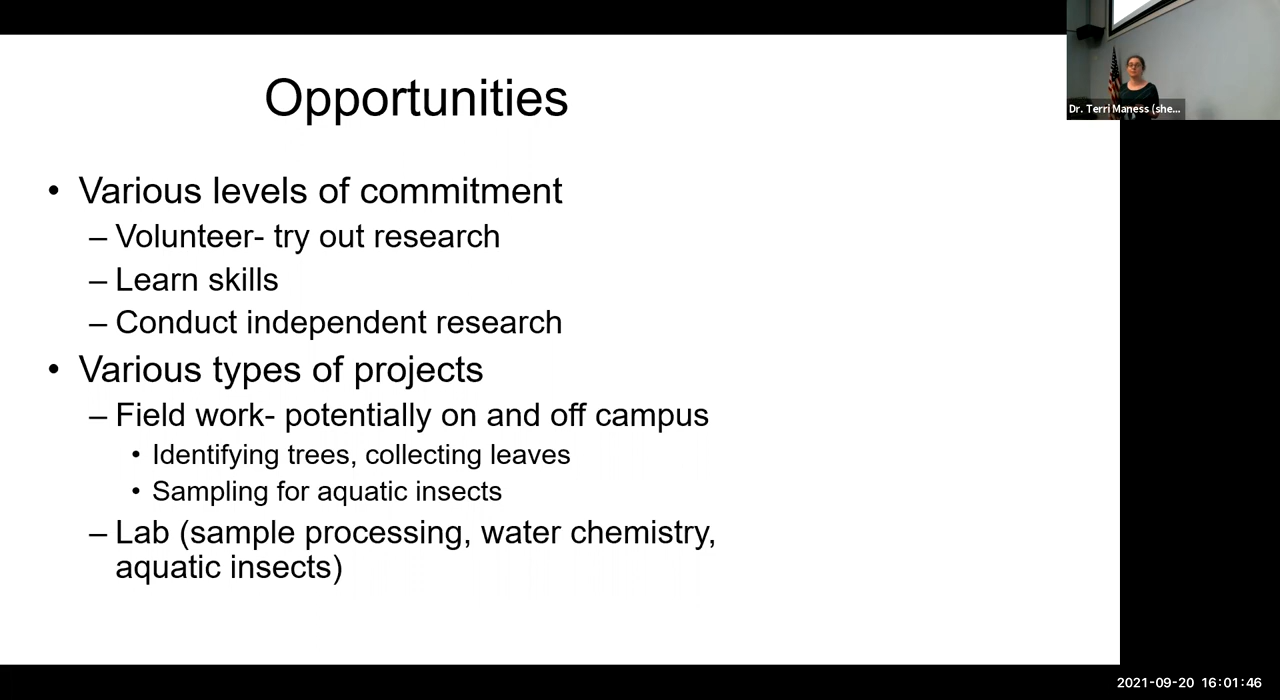 Opportunities
• Various levels of commitment
– Volunteer- try out research
– Learn skills
– Conduct independent research
• Various types of projects
– Field work- potentially on and off campus
• Identifying trees, collecting leaves
• Sampling for aquatic insects
– Lab (sample processing, water chemistry,
aquatic insects)
Dr. Terri Maness (she...
2021-09-20 16:01:46